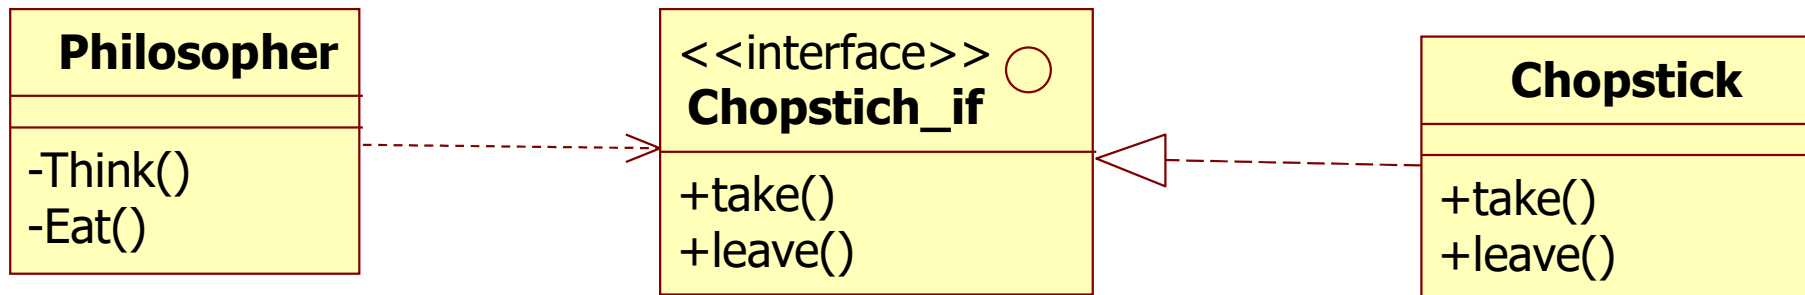 Philosopher
-Think()
-Eat()
<<interface>>
Chopstich_if
+take()
+leave()
Chopstick
+take()
+leave()